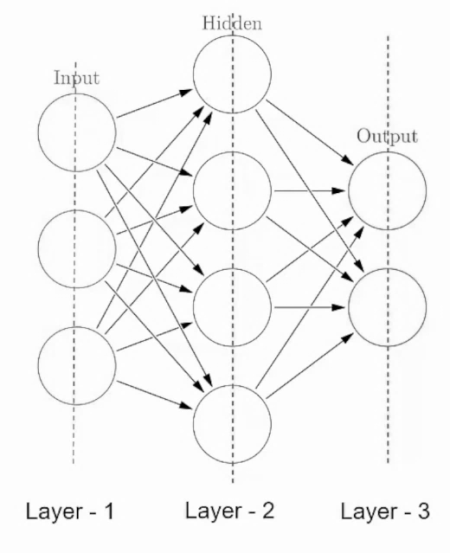 Hidden
Input
Output
Layer - 1
Layer - 2
Layer - 3